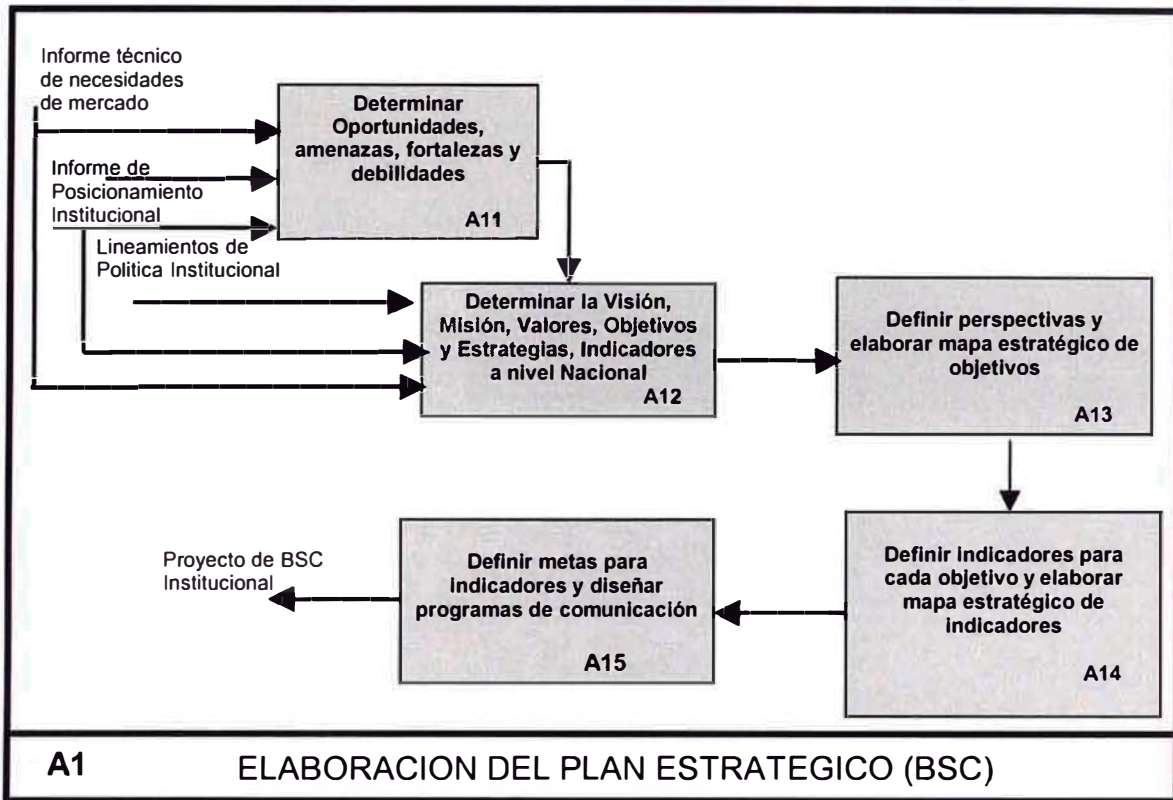 Informe técnico
de necesidades
de mercado
Determinar
Oportunidades,
amenazas, fortalezas y
debilidades
A11
Informe de
Posicionamiento
Institucional
Lineamientos de
Politica Institucional
Determinar la Visión,
Misión, Valores, Objetivos
y Estrategias, Indicadores
a nivel Nacional
A12
Definir perspectivas y
elaborar mapa estratégico de
objetivos
A13
Proyecto de BSC
Institucional
Definir metas para
indicadores y diseñar
programas de comunicación
A15
Definir indicadores para
cada objetivo y elaborar
mapa estratégico de
indicadores
A14
A1 ELABORACION DEL PLAN ESTRATEGICO (BSC)